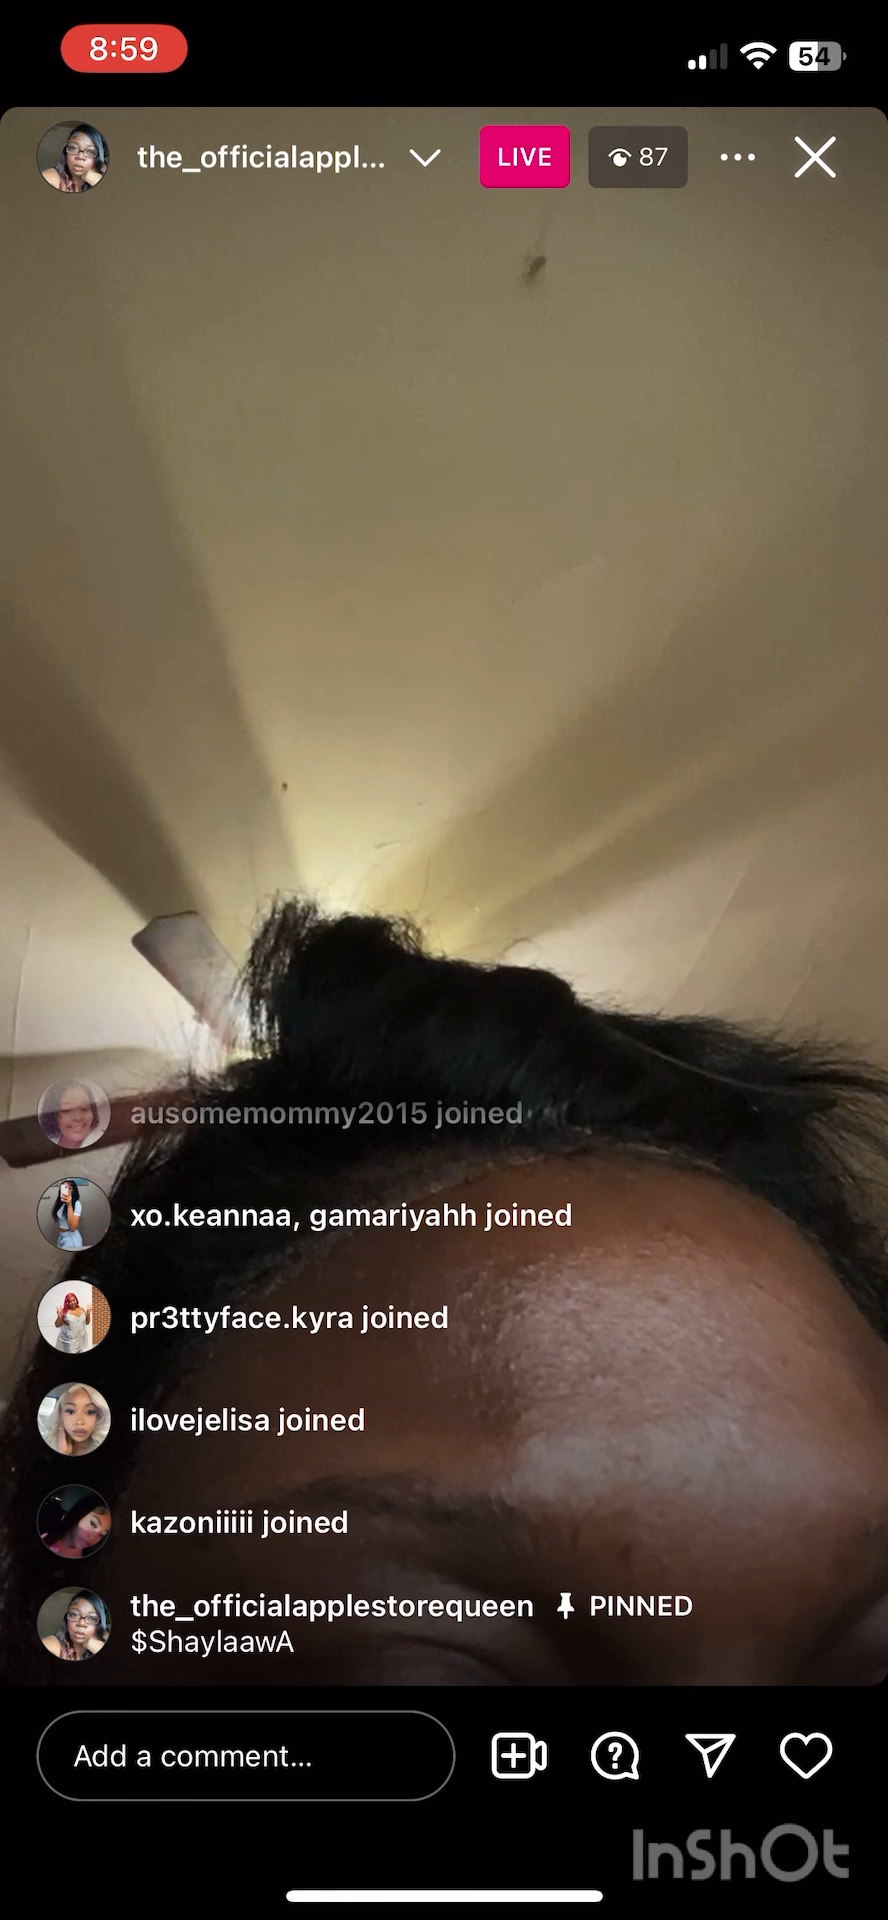 8:59
54
the_officialappl...
LIVE
87
ausomemommy2015 joined
xo.keannaa, gamariyahh joined
pr3ttyface.kyra joined
ilovejelisa joined
kazoniiiii joined
the_officialapplestorequeen PINNED
$ShaylaawA
Add a comment...
InShOt